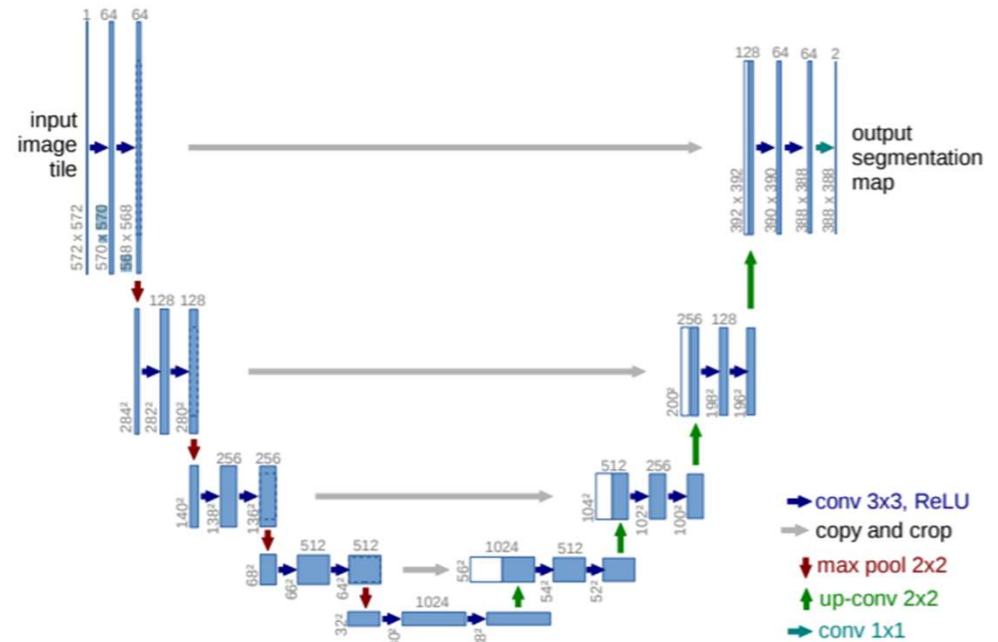 1 64 64
input
image
tile
572 x 572
570 x 570
568 x 568
128 64 64 2
output
segmentation
map
392 x 392
390 x 390
388 x 388
388 x 388
128 128
284²
282²
280²
256 128
200²
198²
196²
256 256
140²
138²
136²
512 256
104²
102²
100²
512 512
68²
66²
64²
1024 512
56²
54²
52²
1024
32²
conv 3x3, ReLU
copy and crop
max pool 2x2
up-conv 2x2
conv 1x1